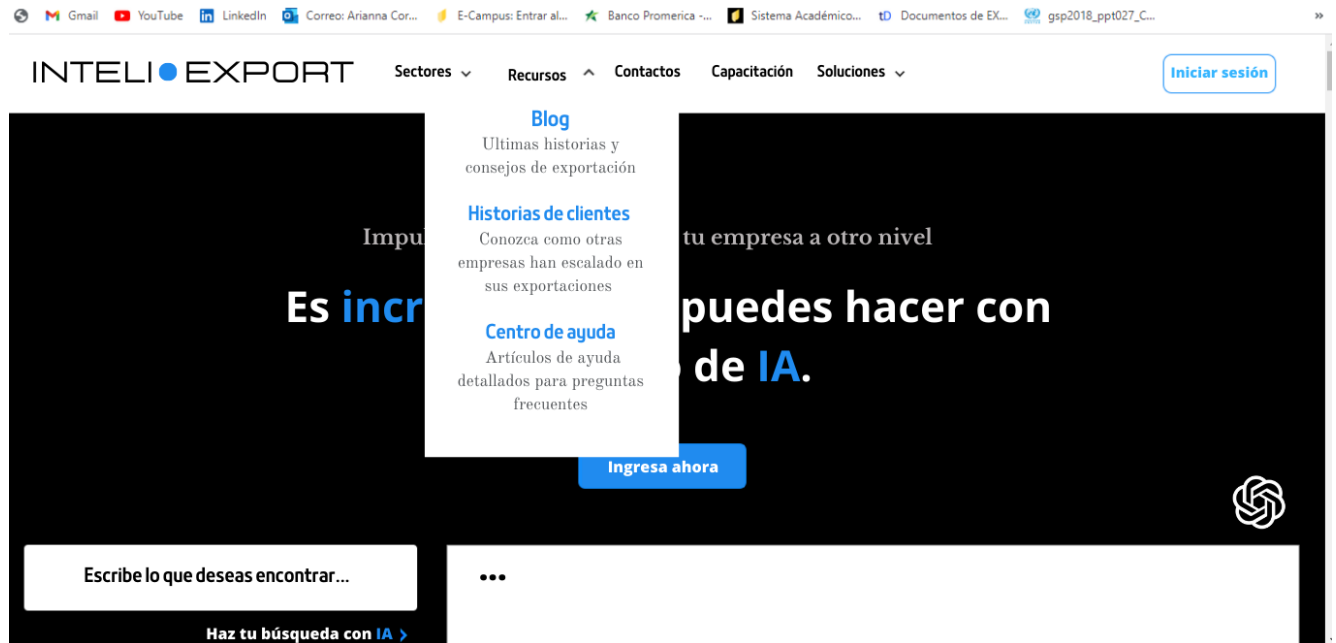 Gmail YouTube LinkedIn Correo: Arianna Cor... E-Campus: Entrar al... Banco Promerica -... Sistema Académico... tD Documentos de EX... gsp2018_ppt027_C... »
INTELI EXPORT Sectores Recursos Contactos Capacitación Soluciones Iniciar sesión
Blog
Ultimas historias y
consejos de exportación
Historias de clientes
Conozca como otras
empresas han escalado en
sus exportaciones
Centro de ayuda
Artículos de ayuda
detallados para preguntas
frecuentes
tu empresa a otro nivel
Es puedes hacer con
de IA.
Ingresa ahora
Escribe lo que deseas encontrar...
Haz tu búsqueda con IA >